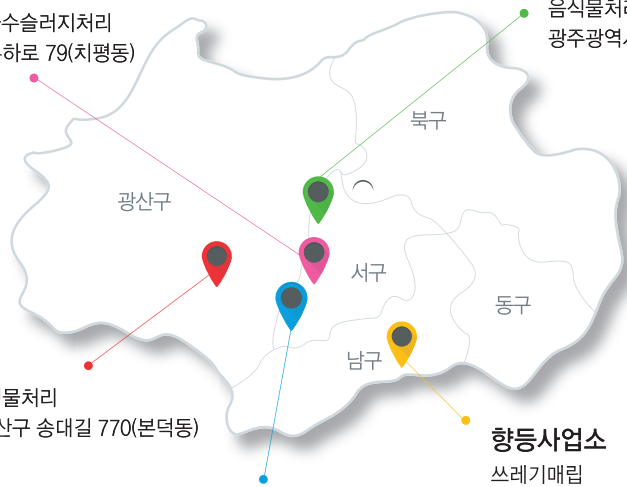 수슬러지처리
하로 79(치평동)
음식물처리
광주광역시
북구
광산구
서구
동구
남구
물처리
산구 송대길 770(본덕동)
향등사업소
쓰레기매립